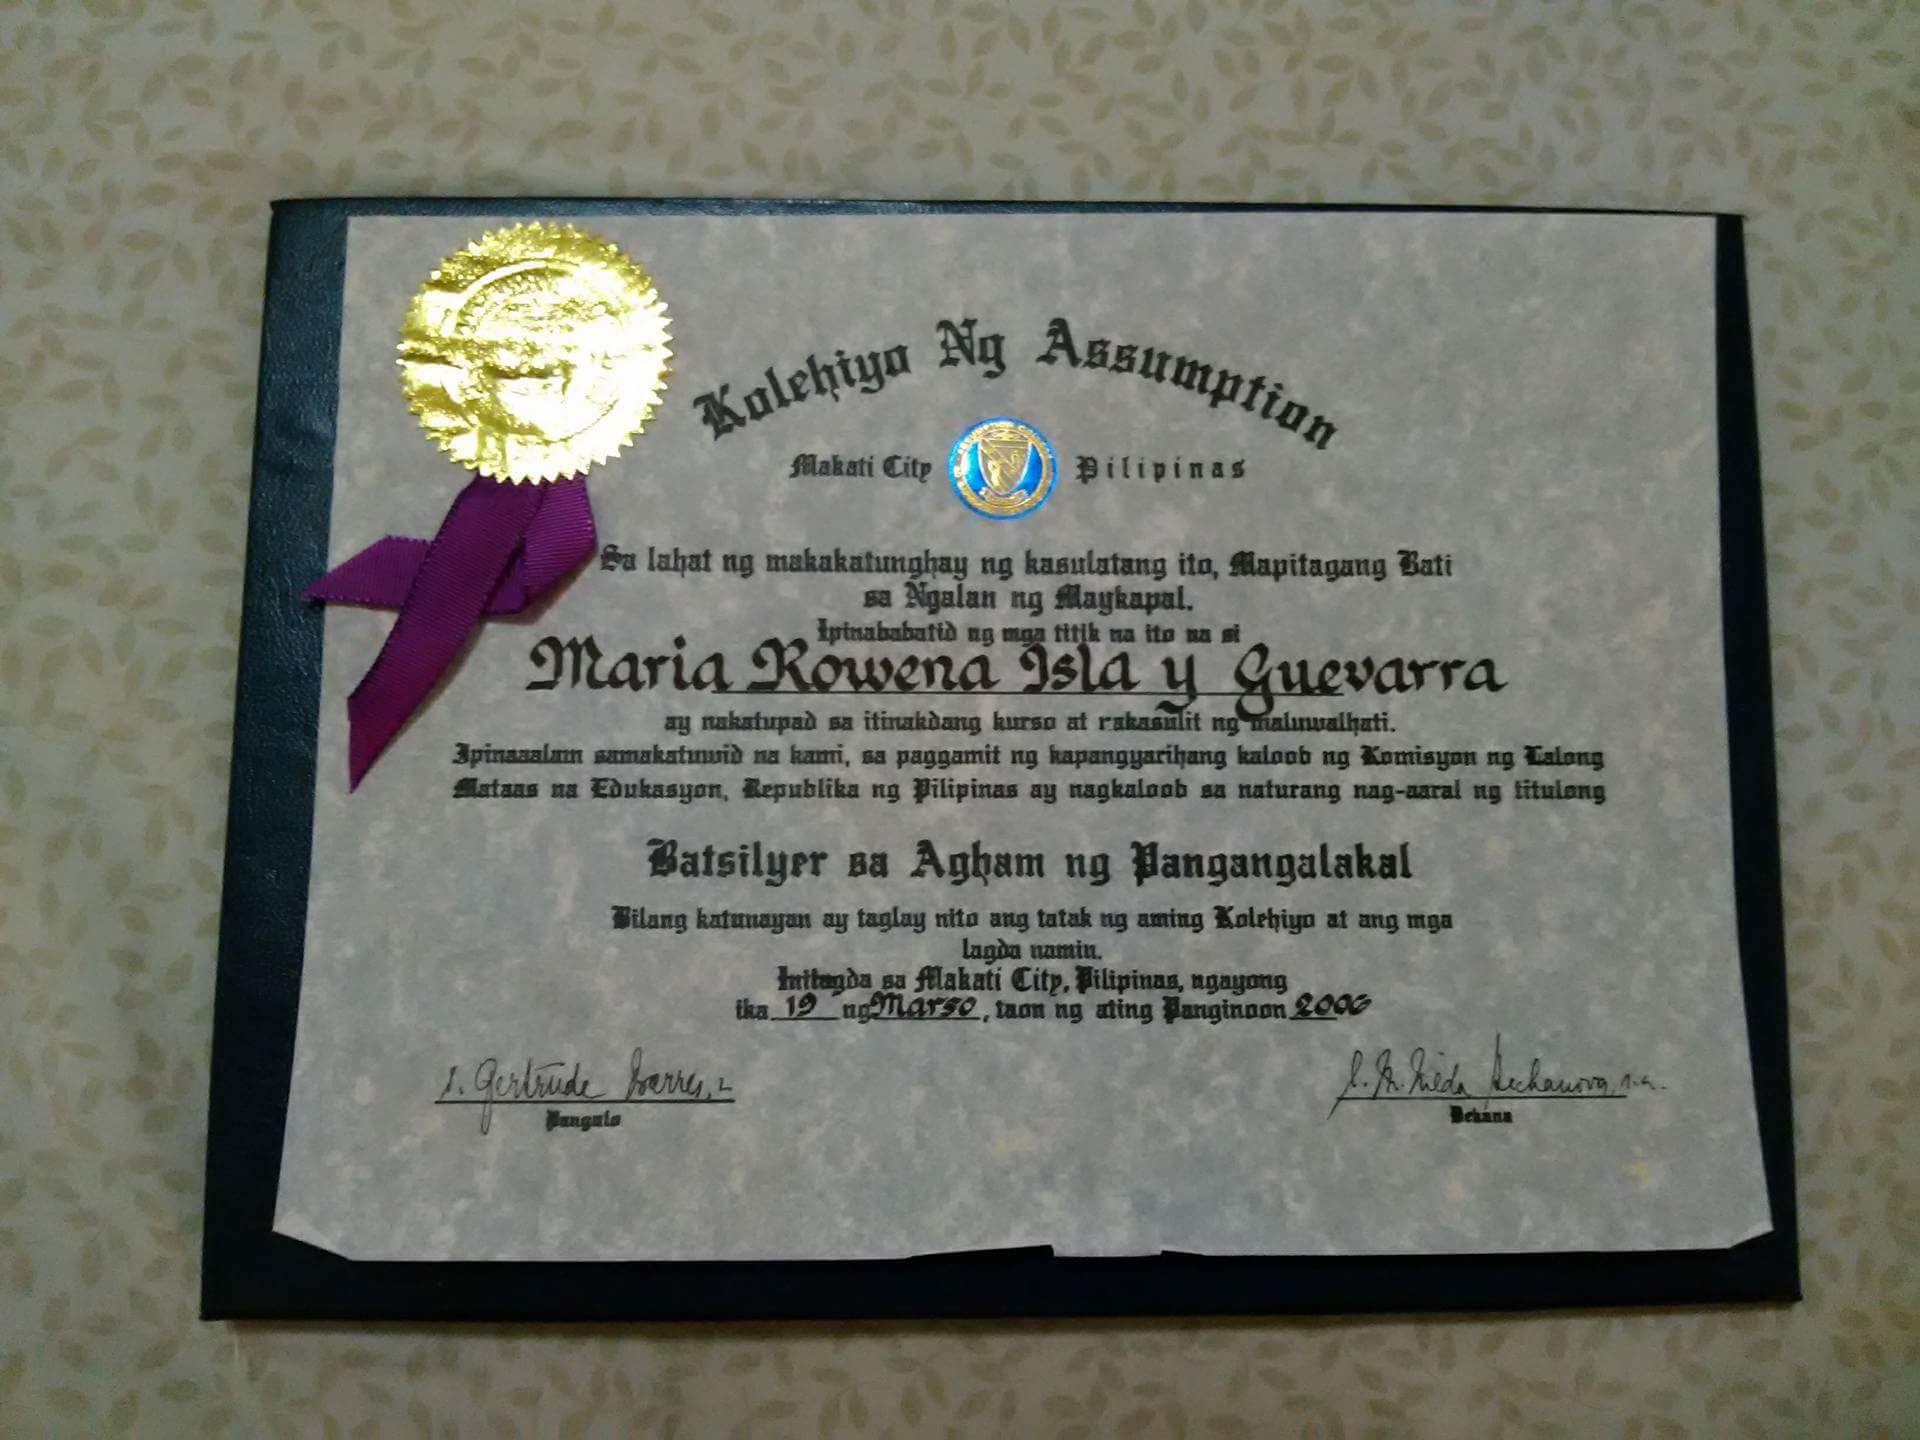 Kolehiyo Ng Assumption
Makati City Pilipinas
Sa lahat ng makakatunghay ng kasulatang ito, Mapitagang Bati
sa Ngalan ng Maykapal.
Ipinababatid ng mga titik na ito na si
Maria Rowena Isla y Guevarra
ay nakatupad sa itinakdang kurso at nakasulit ng maluwalhati.
Ipinaaalam samakatuwid na kami, sa paggamit ng kapangyarihang kaloob ng Komisyon ng Lalong
Mataas na Edukasyon, Republika ng Pilipinas ay nagkaloob sa naturang nag-aaral ng titulong
Batsilyer sa Agham ng Pangangalakal
Bilang katunayan ay taglay nito ang tatak ng aming Kolehiyo at ang mga
lagda namin.
sa Makati City, Pilipinas, ngayong
ika 19 ng Marso, taon ng ating Panginoon 2006
S. Gertrude
Pangulo
Dekana